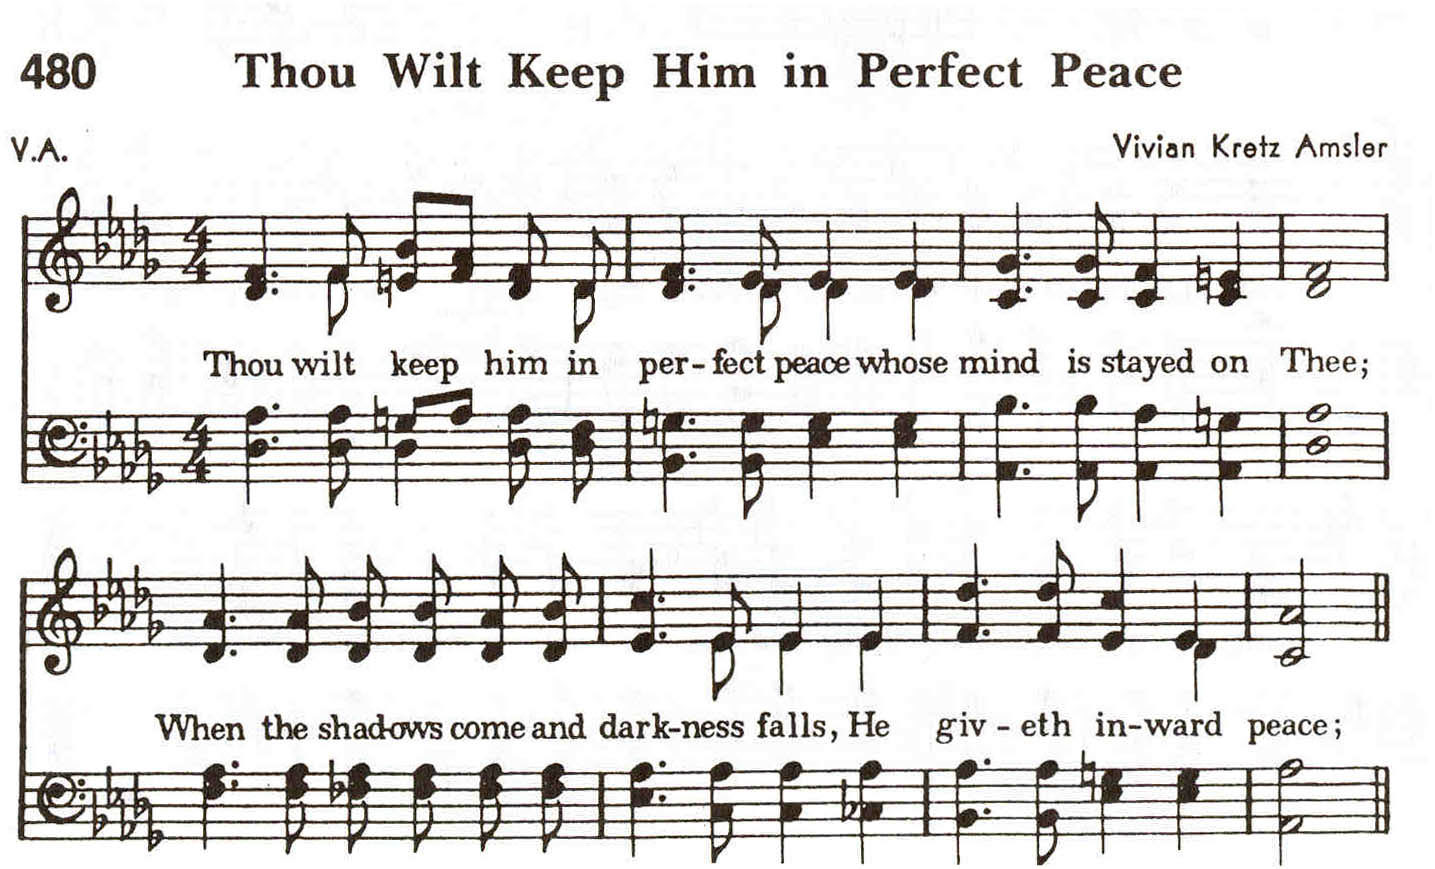 480 Thou Wilt Keep Him in Perfect Peace
V.A. Vivian Kretz Amsler
4 4
Thou wilt keep him in per-fect peace whose mind is stayed on Thee;
4 4
When the shad-ows come and dark-ness falls, He giv-eth in-ward peace;